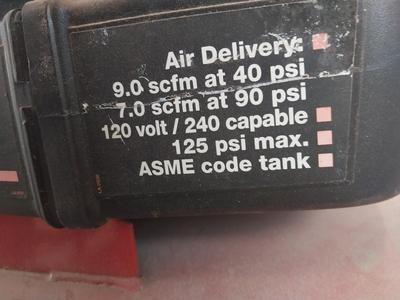 Air Delivery:
9.0 scfm at 40 psi
7.0 scfm at 90 psi
120 volt / 240 capable
125 psi max.
ASME code tank